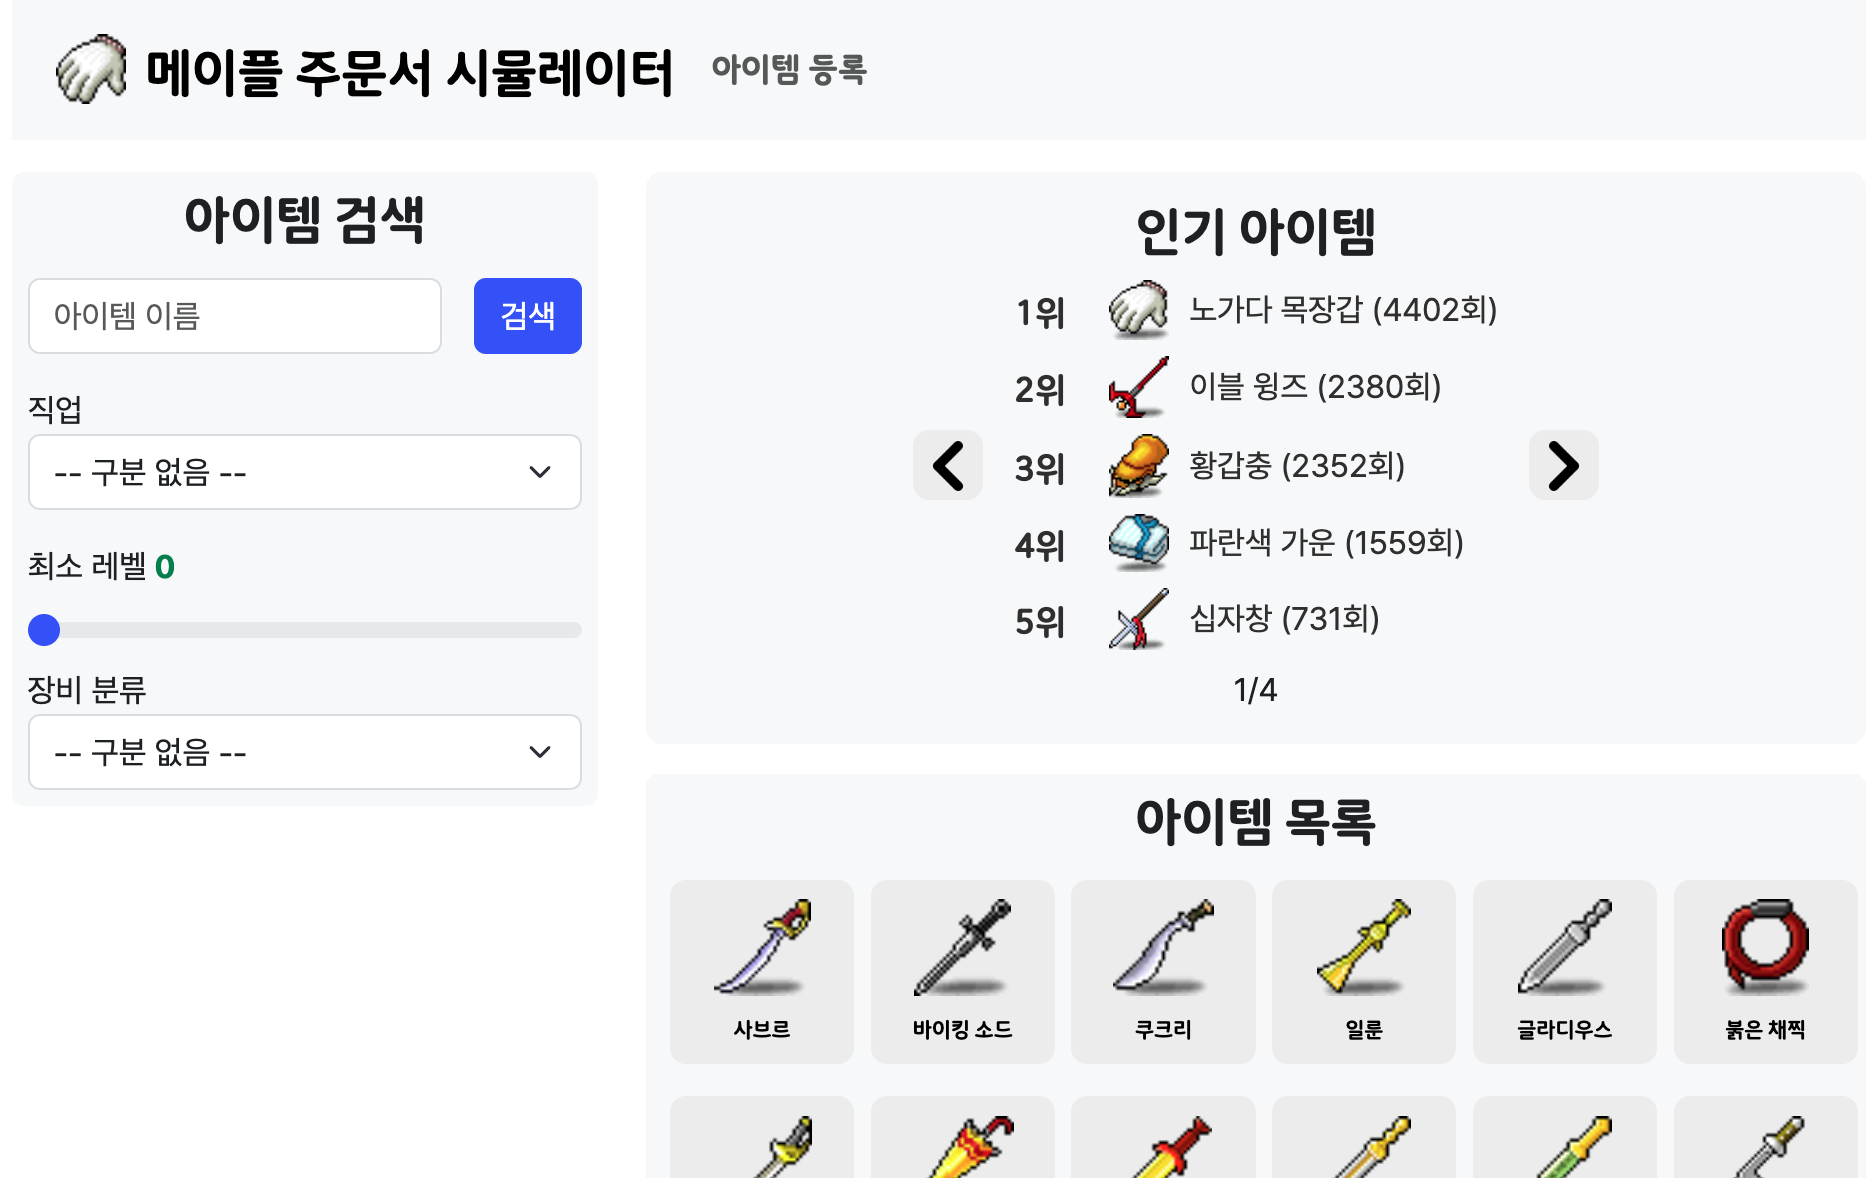 메이플 주문서 시뮬레이터 아이템 등록
아이템 검색
아이템 이름 검색
직업
-- 구분 없음 --
최소 레벨 0
장비 분류
-- 구분 없음 --
인기 아이템
1위 노가다 목장갑 (4402회)
2위 이블 윙즈 (2380회)
3위 황갑충 (2352회)
4위 파란색 가운 (1559회)
5위 십자창 (731회)
1/4
아이템 목록
사브르 바이킹 소드 쿠크리 일룬 글라디우스 붉은 채찍